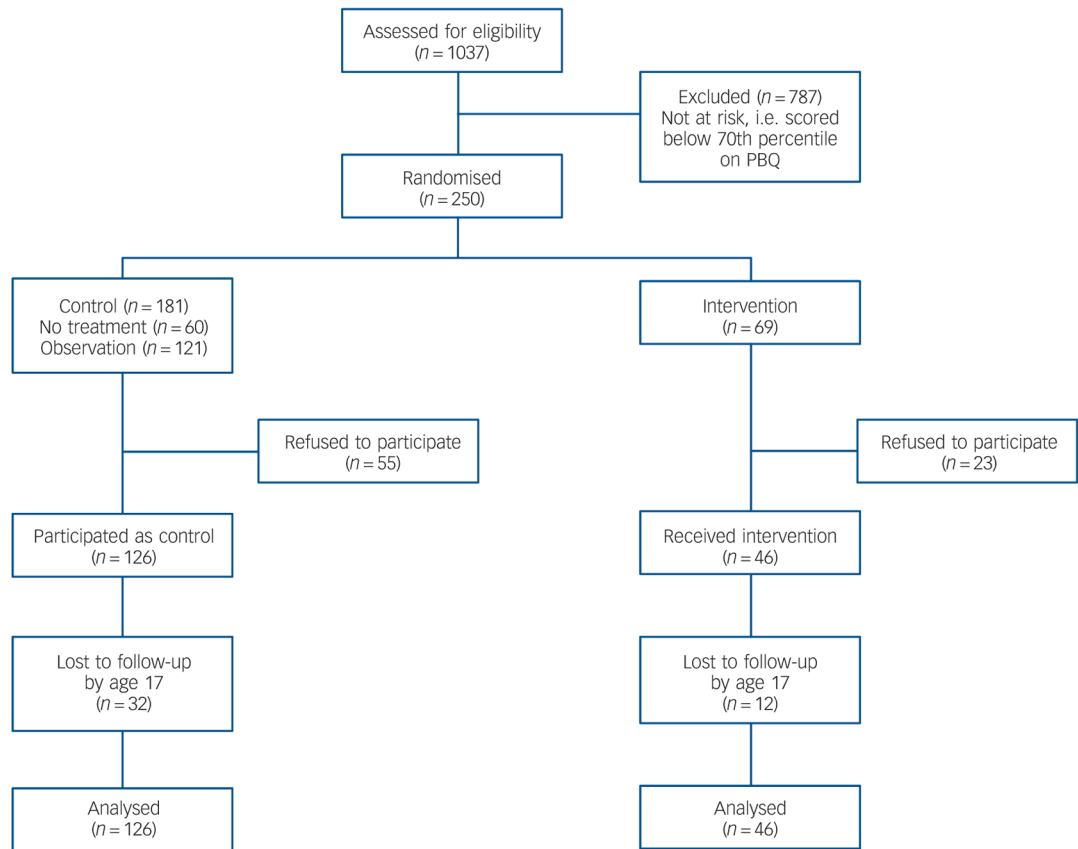 Assessed for eligibility
(n = 1037)
Excluded (n = 787)
Not at risk, i.e. scored
below 70th percentile
on PBQ
Randomised
(n = 250)
Control (n = 181)
No treatment (n = 60)
Observation (n = 121)
Intervention
(n = 69)
Refused to participate
(n = 55)
Refused to participate
(n = 23)
Participated as control
(n = 126)
Received intervention
(n = 46)
Lost to follow-up
by age 17
(n = 32)
Lost to follow-up
by age 17
(n = 12)
Analysed
(n = 126)
Analysed
(n = 46)